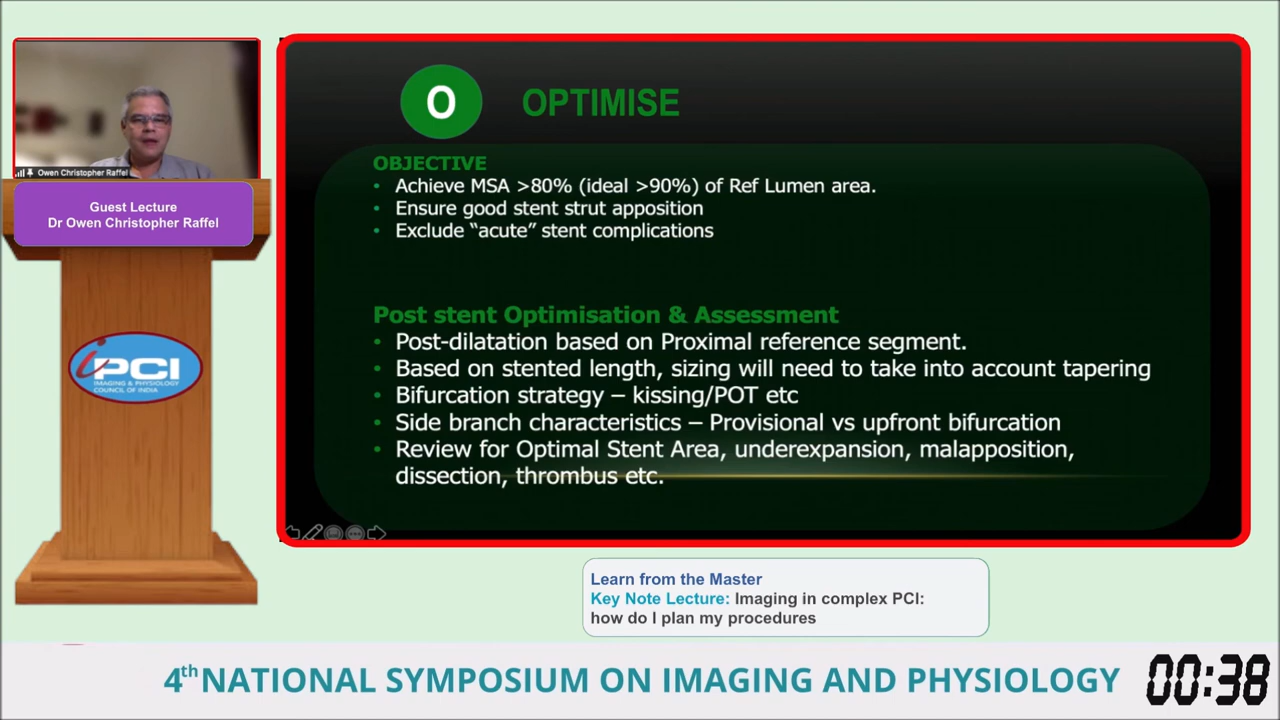 Owen Christopher Raffel
Guest Lecture
Dr Owen Christopher Raffel
iPCI
IMAGING & PHYSIOLOGY
COUNCIL OF INDIA
O
OPTIMISE
OBJECTIVE
• Achieve MSA >80% (ideal >90%) of Ref Lumen area.
• Ensure good stent strut apposition
• Exclude “acute” stent complications
Post stent Optimisation & Assessment
• Post-dilatation based on Proximal reference segment.
• Based on stented length, sizing will need to take into account tapering
• Bifurcation strategy – kissing/POT etc
• Side branch characteristics – Provisional vs upfront bifurcation
• Review for Optimal Stent Area, underexpansion, malapposition,
dissection, thrombus etc.
Learn from the Master
Key Note Lecture: Imaging in complex PCI:
how do I plan my procedures
4th NATIONAL SYMPOSIUM ON IMAGING AND PHYSIOLOGY
00:38